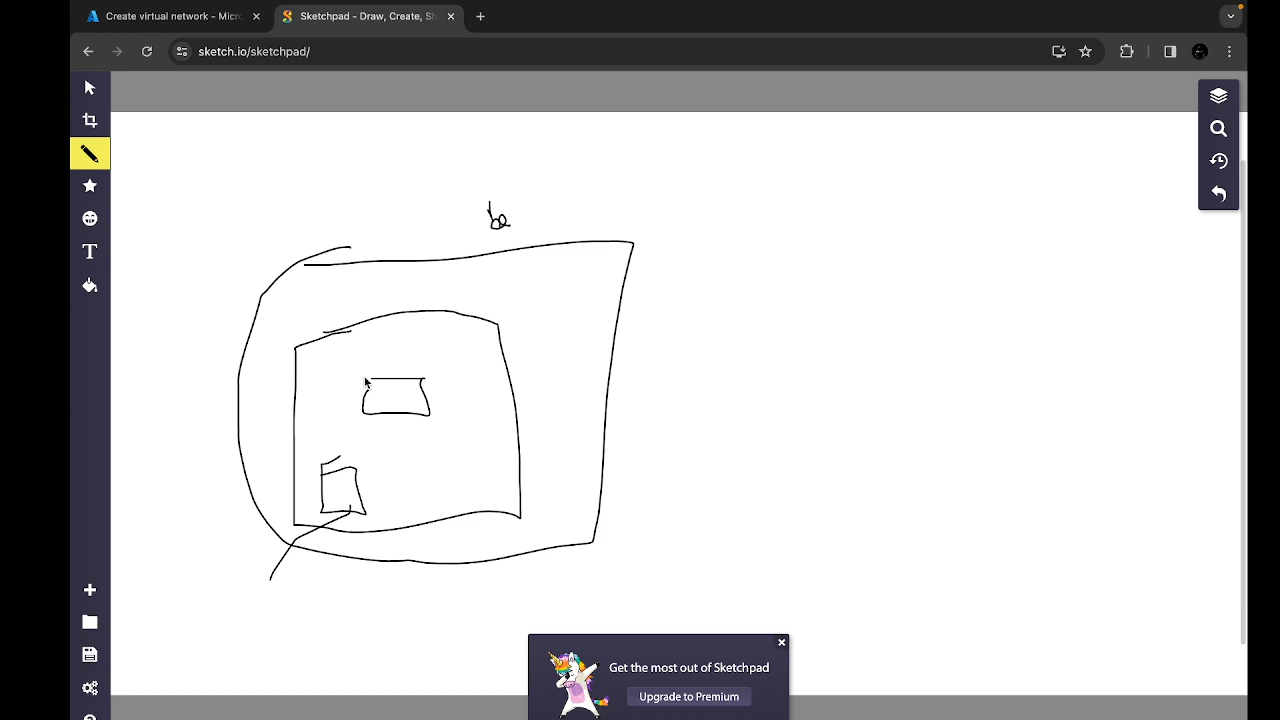 Create virtual network - Micr
Sketchpad - Draw, Create, Sh
sketch.io/sketchpad/
be
T
Get the most out of Sketchpad
Upgrade to Premium